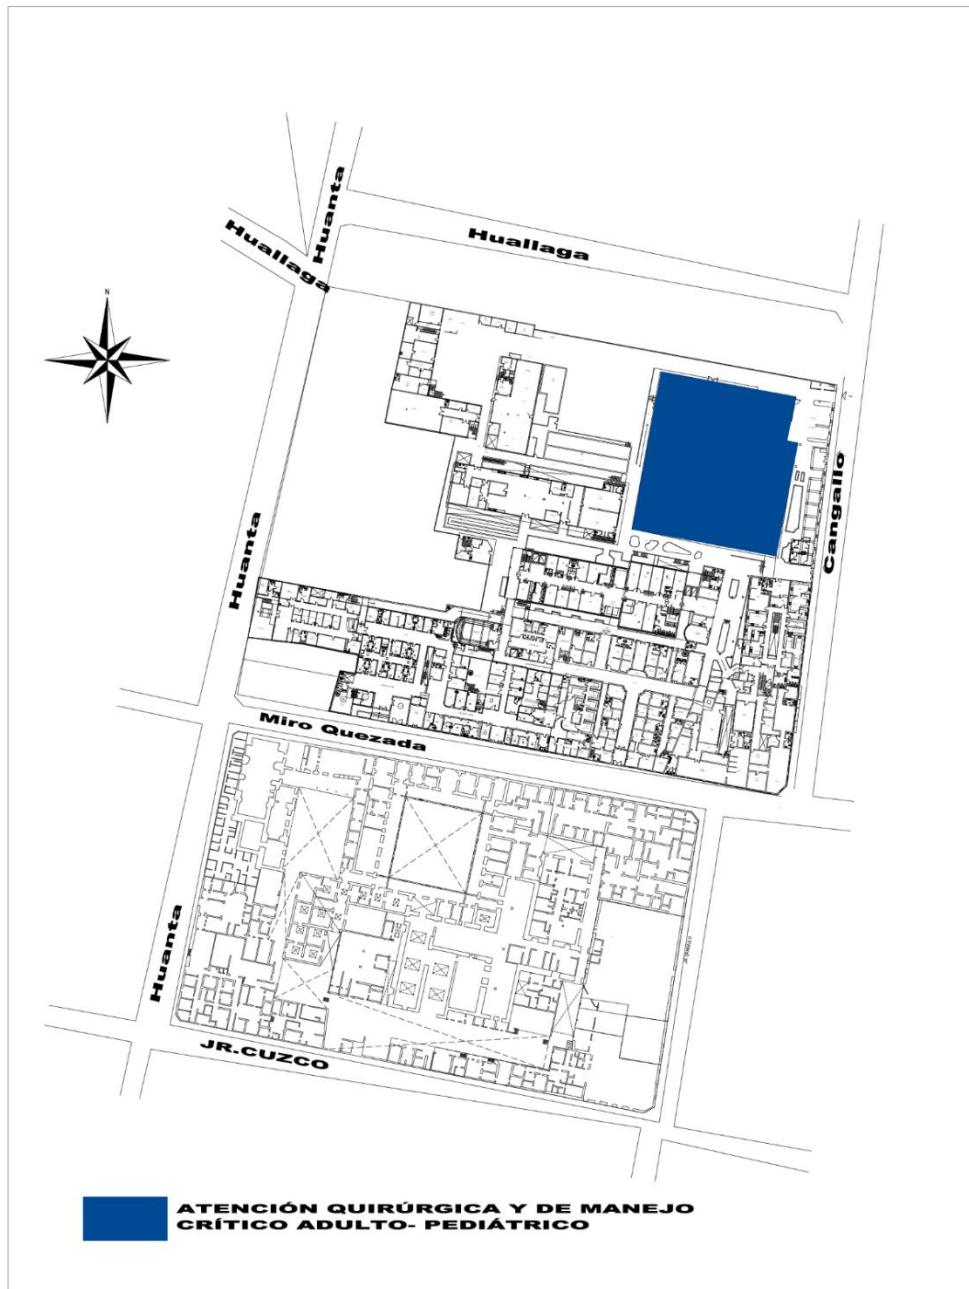 Huanta
Huallaga
Huallaga
N
Cangallo
Huanta
Miro Quezada
Huanta
JR.CUZCO
ATENCIÓN QUIRÚRGICA Y DE MANEJO
CRÍTICO ADULTO- PEDIÁTRICO